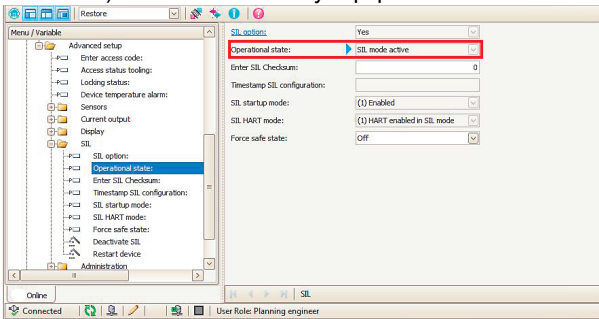 Restore
Menu / Variable
Advanced setup
Enter access code:
Access status tooling:
Locking status:
Device temperature alarm:
Sensors
Current output
Display
SIL
SIL option:
Operational state:
Enter SIL Checksum:
Timestamp SIL configuration:
SIL startup mode:
SIL HART mode:
Force safe state:
Deactivate SIL
Restart device
Administration
Online
SIL option: Yes
Operational state: SIL mode active
Enter SIL Checksum: 0
Timestamp SIL configuration:
SIL startup mode: (1) Enabled
SIL HART mode: (1) HART enabled in SIL mode
Force safe state: Off
SIL
Connected
User Role: Planning engineer